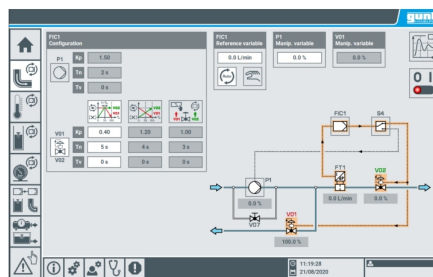 gunt
FIC1
Configuration
P1
Kp 1.50
Tn 2 s
Tv 0 s
V01
V02
Kp 0.40 1.20 1.00
Tn 5 s 4 s 3 s
Tv 0 s 0 s 0 s
FIC1
Reference variable
0.0 L/min
P1
Manip. variable
0.0 %
V01
Manip. variable
0.0 %
0 I
FIC1 S4
P1
0.0 %
V07
FT1
0.0 L/min
V02
0.0 %
V01
100.0 %
11:19:28
21/08/2020